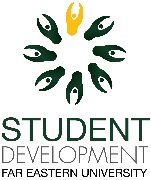 STUDENT
DEVELOPMENT
FAR EASTERN UNIVERSITY